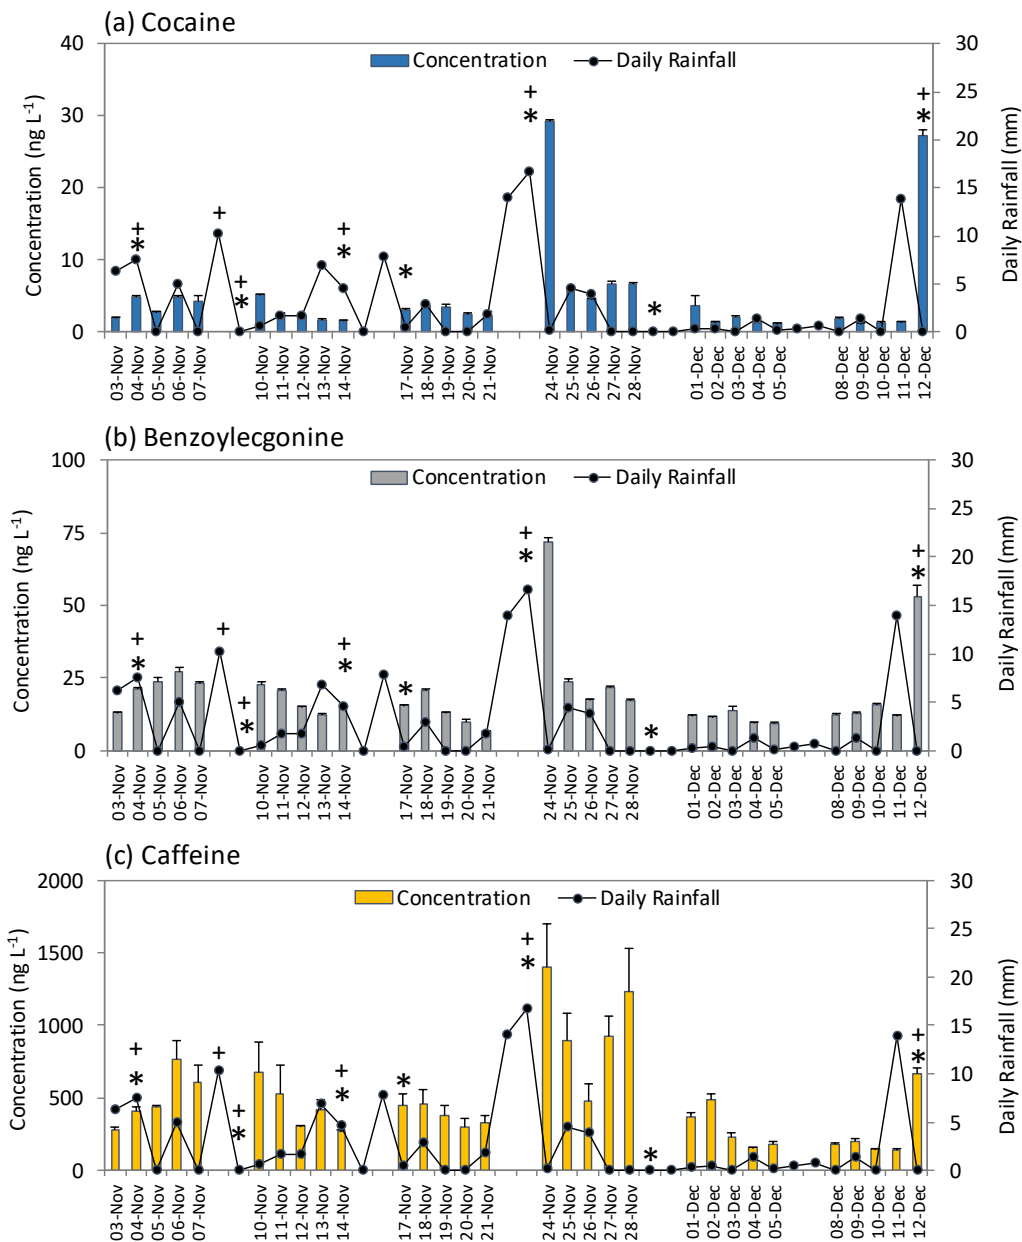 (a) Cocaine
Concentration
Daily Rainfall
Concentration (ng L-1)
40
30
20
10
0
Daily Rainfall (mm)
30
25
20
15
10
5
0
+
*
+
+
*
+
*
*
+
*
*
+
*
03-Nov
04-Nov
05-Nov
06-Nov
07-Nov
10-Nov
11-Nov
12-Nov
13-Nov
14-Nov
17-Nov
18-Nov
19-Nov
20-Nov
21-Nov
24-Nov
25-Nov
26-Nov
27-Nov
28-Nov
01-Dec
02-Dec
03-Dec
04-Dec
05-Dec
08-Dec
09-Dec
10-Dec
11-Dec
12-Dec
(b) Benzoylecgonine
Concentration
Daily Rainfall
Concentration (ng L-1)
100
75
50
25
0
Daily Rainfall (mm)
30
25
20
15
10
5
0
+
*
+
+
*
+
*
*
+
*
*
+
*
03-Nov
04-Nov
05-Nov
06-Nov
07-Nov
10-Nov
11-Nov
12-Nov
13-Nov
14-Nov
17-Nov
18-Nov
19-Nov
20-Nov
21-Nov
24-Nov
25-Nov
26-Nov
27-Nov
28-Nov
01-Dec
02-Dec
03-Dec
04-Dec
05-Dec
08-Dec
09-Dec
10-Dec
11-Dec
12-Dec
(c) Caffeine
Concentration
Daily Rainfall
Concentration (ng L-1)
2000
1500
1000
500
0
Daily Rainfall (mm)
30
25
20
15
10
5
0
+
*
+
+
*
+
*
*
+
*
*
+
*
03-Nov
04-Nov
05-Nov
06-Nov
07-Nov
10-Nov
11-Nov
12-Nov
13-Nov
14-Nov
17-Nov
18-Nov
19-Nov
20-Nov
21-Nov
24-Nov
25-Nov
26-Nov
27-Nov
28-Nov
01-Dec
02-Dec
03-Dec
04-Dec
05-Dec
08-Dec
09-Dec
10-Dec
11-Dec
12-Dec